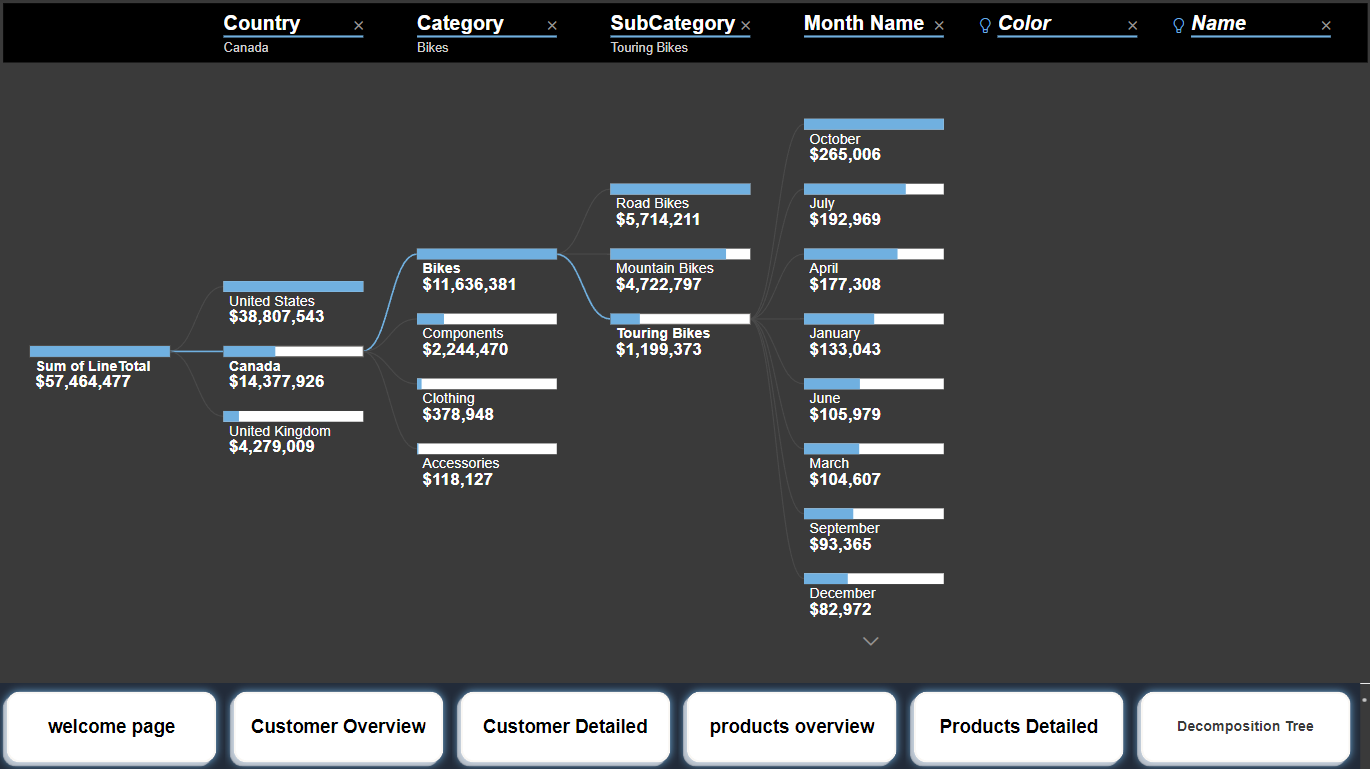 Country
Canada
Category
Bikes
SubCategory
Touring Bikes
Month Name
Color
Name
Sum of LineTotal
$57,464,477
United States
$38,807,543
Canada
$14,377,926
United Kingdom
$4,279,009
Bikes
$11,636,381
Components
$2,244,470
Clothing
$378,948
Accessories
$118,127
Road Bikes
$5,714,211
Mountain Bikes
$4,722,797
Touring Bikes
$1,199,373
October
$265,006
July
$192,969
April
$177,308
January
$133,043
June
$105,979
March
$104,607
September
$93,365
December
$82,972
welcome page
Customer Overview
Customer Detailed
products overview
Products Detailed
Decomposition Tree